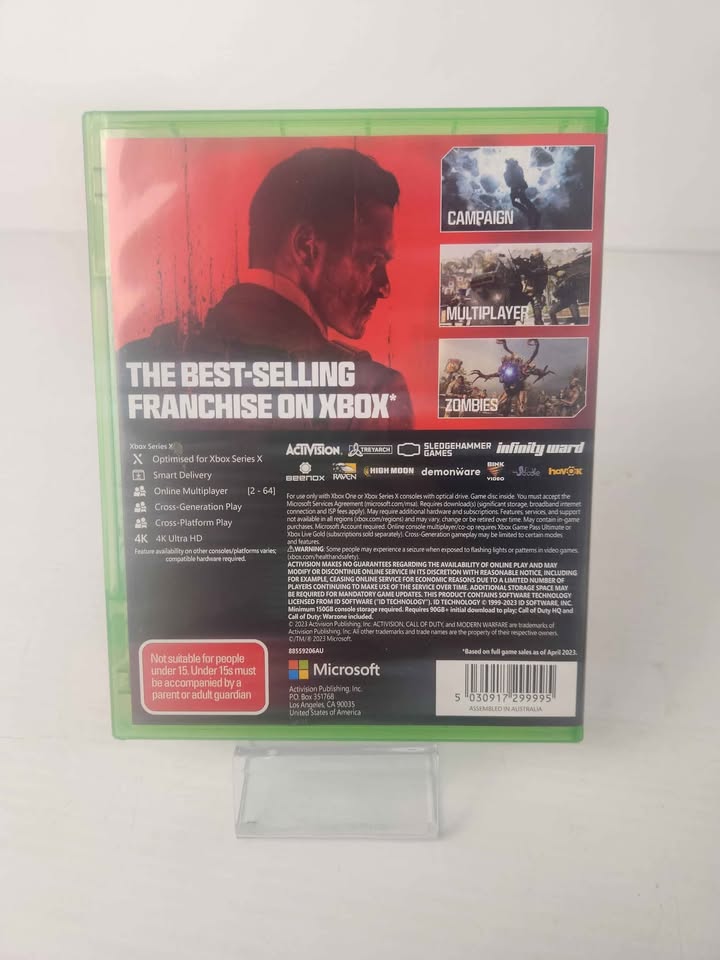 CAMPAIGN
MULTIPLAYER
ZOMBIES
THE BEST-SELLING
FRANCHISE ON XBOX*
Xbox Series X
Optimised for Xbox Series X
Smart Delivery
Online Multiplayer [2 - 64]
Cross-Generation Play
Cross-Platform Play
4K 4K Ultra HD
Feature availability on other consoles/platforms varies;
compatible hardware required.
ACTIVISION. TREYARCH SLEDGEHAMMER GAMES infinity ward
BEENOX RAVEN HIGH MOON demonware BINK VIDEO havok
For use only with Xbox One or Xbox Series X consoles with optical drive. Game disc inside. You must accept the
Microsoft Services Agreement (microsoft.com/msa). Requires download(s) (significant storage, broadband internet
connection and ISP fees apply). May require additional hardware and subscriptions. Features, services, and support
not available in all regions (xbox.com/regions) and may vary, change or be retired over time. May contain in-game
purchases. Microsoft Account required. Online console multiplayer/co-op requires Xbox Game Pass Ultimate or
Xbox Live Gold (subscriptions sold separately). Cross-Generation gameplay may be limited to certain modes
and features.
⚠WARNING: Some people may experience a seizure when exposed to flashing lights or patterns in video games.
(xbox.com/healthandsafety).
ACTIVISION MAKES NO GUARANTEES REGARDING THE AVAILABILITY OF ONLINE PLAY AND MAY
MODIFY OR DISCONTINUE ONLINE SERVICE IN ITS DISCRETION WITH REASONABLE NOTICE, INCLUDING
FOR EXAMPLE, CEASING ONLINE SERVICE FOR ECONOMIC REASONS DUE TO A LIMITED NUMBER OF
PLAYERS CONTINUING TO MAKE USE OF THE SERVICE OVER TIME. ADDITIONAL STORAGE SPACE MAY
BE REQUIRED FOR MANDATORY GAME UPDATES. THIS PRODUCT CONTAINS SOFTWARE TECHNOLOGY
LICENSED FROM ID SOFTWARE ("ID TECHNOLOGY"). ID TECHNOLOGY © 1999-2023 ID SOFTWARE, INC.
Minimum 150GB console storage required. Requires 90GB+ initial download to play; Call of Duty HQ and
Call of Duty: Warzone included.
© 2023 Activision Publishing, Inc. ACTIVISION, CALL OF DUTY, and MODERN WARFARE are trademarks of
Activision Publishing, Inc. All other trademarks and trade names are the property of their respective owners.
©/TM/® 2023 Microsoft.
88559206AU
*Based on full game sales as of April 2023.
Not suitable for people
under 15. Under 15s must
be accompanied by a
parent or adult guardian
Microsoft
Activision Publishing, Inc.
P.O. Box 351768
Los Angeles, CA 90035
United States of America
5 030917 299995
ASSEMBLED IN AUSTRALIA